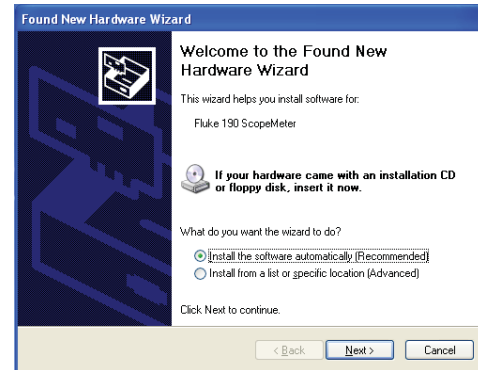 Found New Hardware Wizard
Welcome to the Found New
Hardware Wizard
This wizard helps you install software for:
Fluke 190 ScopeMeter
If your hardware came with an installation CD
or floppy disk, insert it now.
What do you want the wizard to do?
Install the software automatically (Recommended)
Install from a list or specific location (Advanced)
Click Next to continue.
< Back Next > Cancel